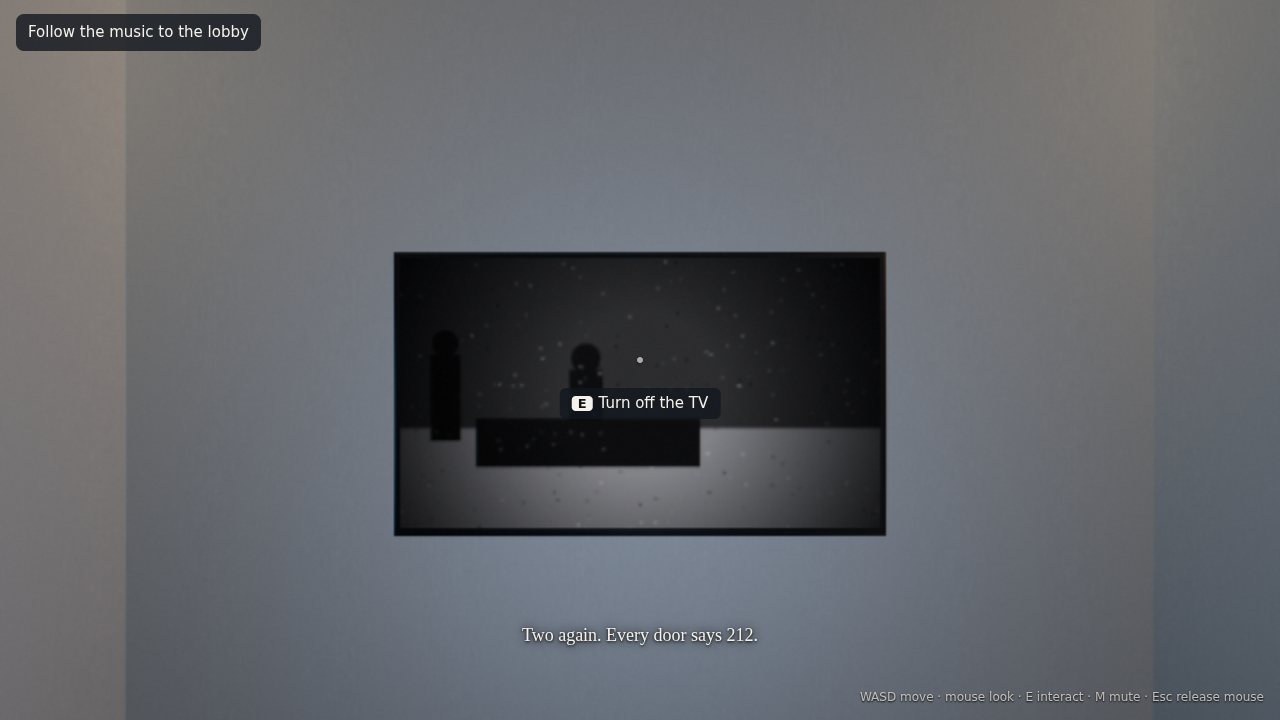 Follow the music to the lobby
E Turn off the TV
Two again. Every door says 212.
WASD move · mouse look · E interact · M mute · Esc release mouse